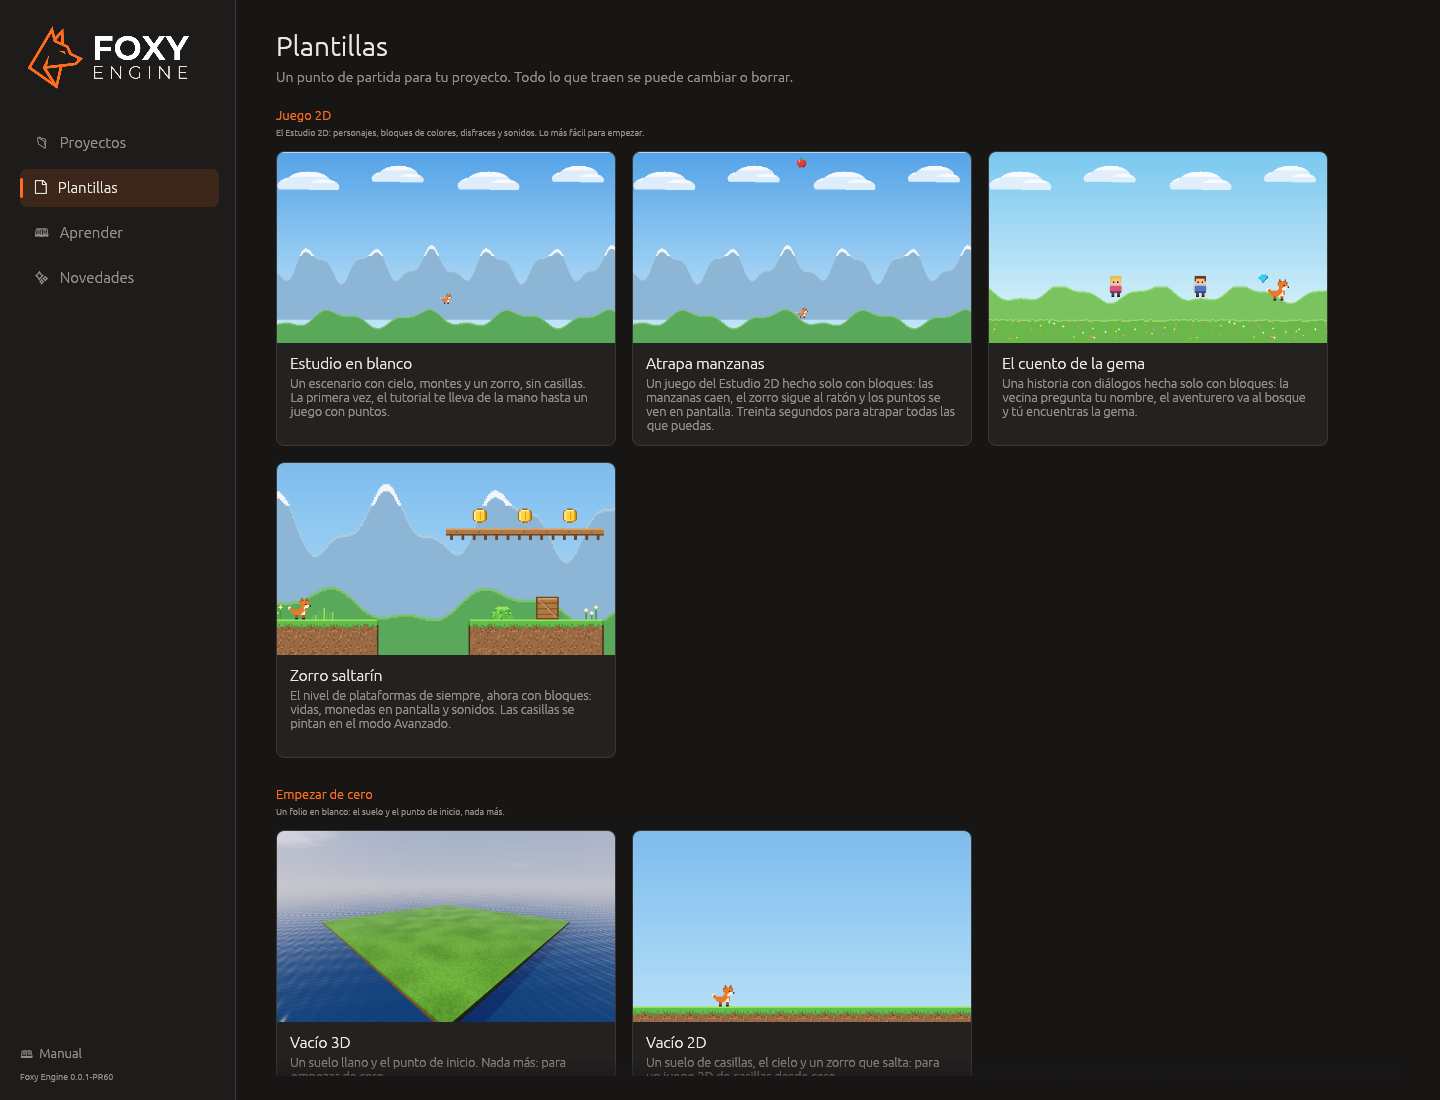 FOXY
ENGINE
Proyectos
Plantillas
Aprender
Novedades
Manual
Foxy Engine 0.0.1-PR60
Plantillas
Un punto de partida para tu proyecto. Todo lo que traen se puede cambiar o borrar.
Juego 2D
El Estudio 2D: personajes, bloques de colores, disfraces y sonidos. Lo más fácil para empezar.
Estudio en blanco
Un escenario con cielo, montes y un zorro, sin casillas.
La primera vez, el tutorial te lleva de la mano hasta un
juego con puntos.
Atrapa manzanas
Un juego del Estudio 2D hecho solo con bloques: las
manzanas caen, el zorro sigue al ratón y los puntos se
ven en pantalla. Treinta segundos para atrapar todas las
que puedas.
El cuento de la gema
Una historia con diálogos hecha solo con bloques: la
vecina pregunta tu nombre, el aventurero va al bosque
y tú encuentras la gema.
Zorro saltarín
El nivel de plataformas de siempre, ahora con bloques:
vidas, monedas en pantalla y sonidos. Las casillas se
pintan en el modo Avanzado.
Empezar de cero
Un folio en blanco: el suelo y el punto de inicio, nada más.
Vacío 3D
Un suelo llano y el punto de inicio. Nada más: para
empezar de cero.
Vacío 2D
Un suelo de casillas, el cielo y un zorro que salta: para
un juego 2D de casillas desde cero.